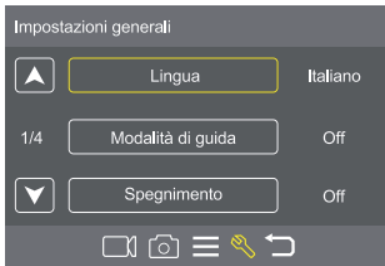 Impostazioni generali
Lingua Italiano
1/4 Modalità di guida Off
Spegnimento Off